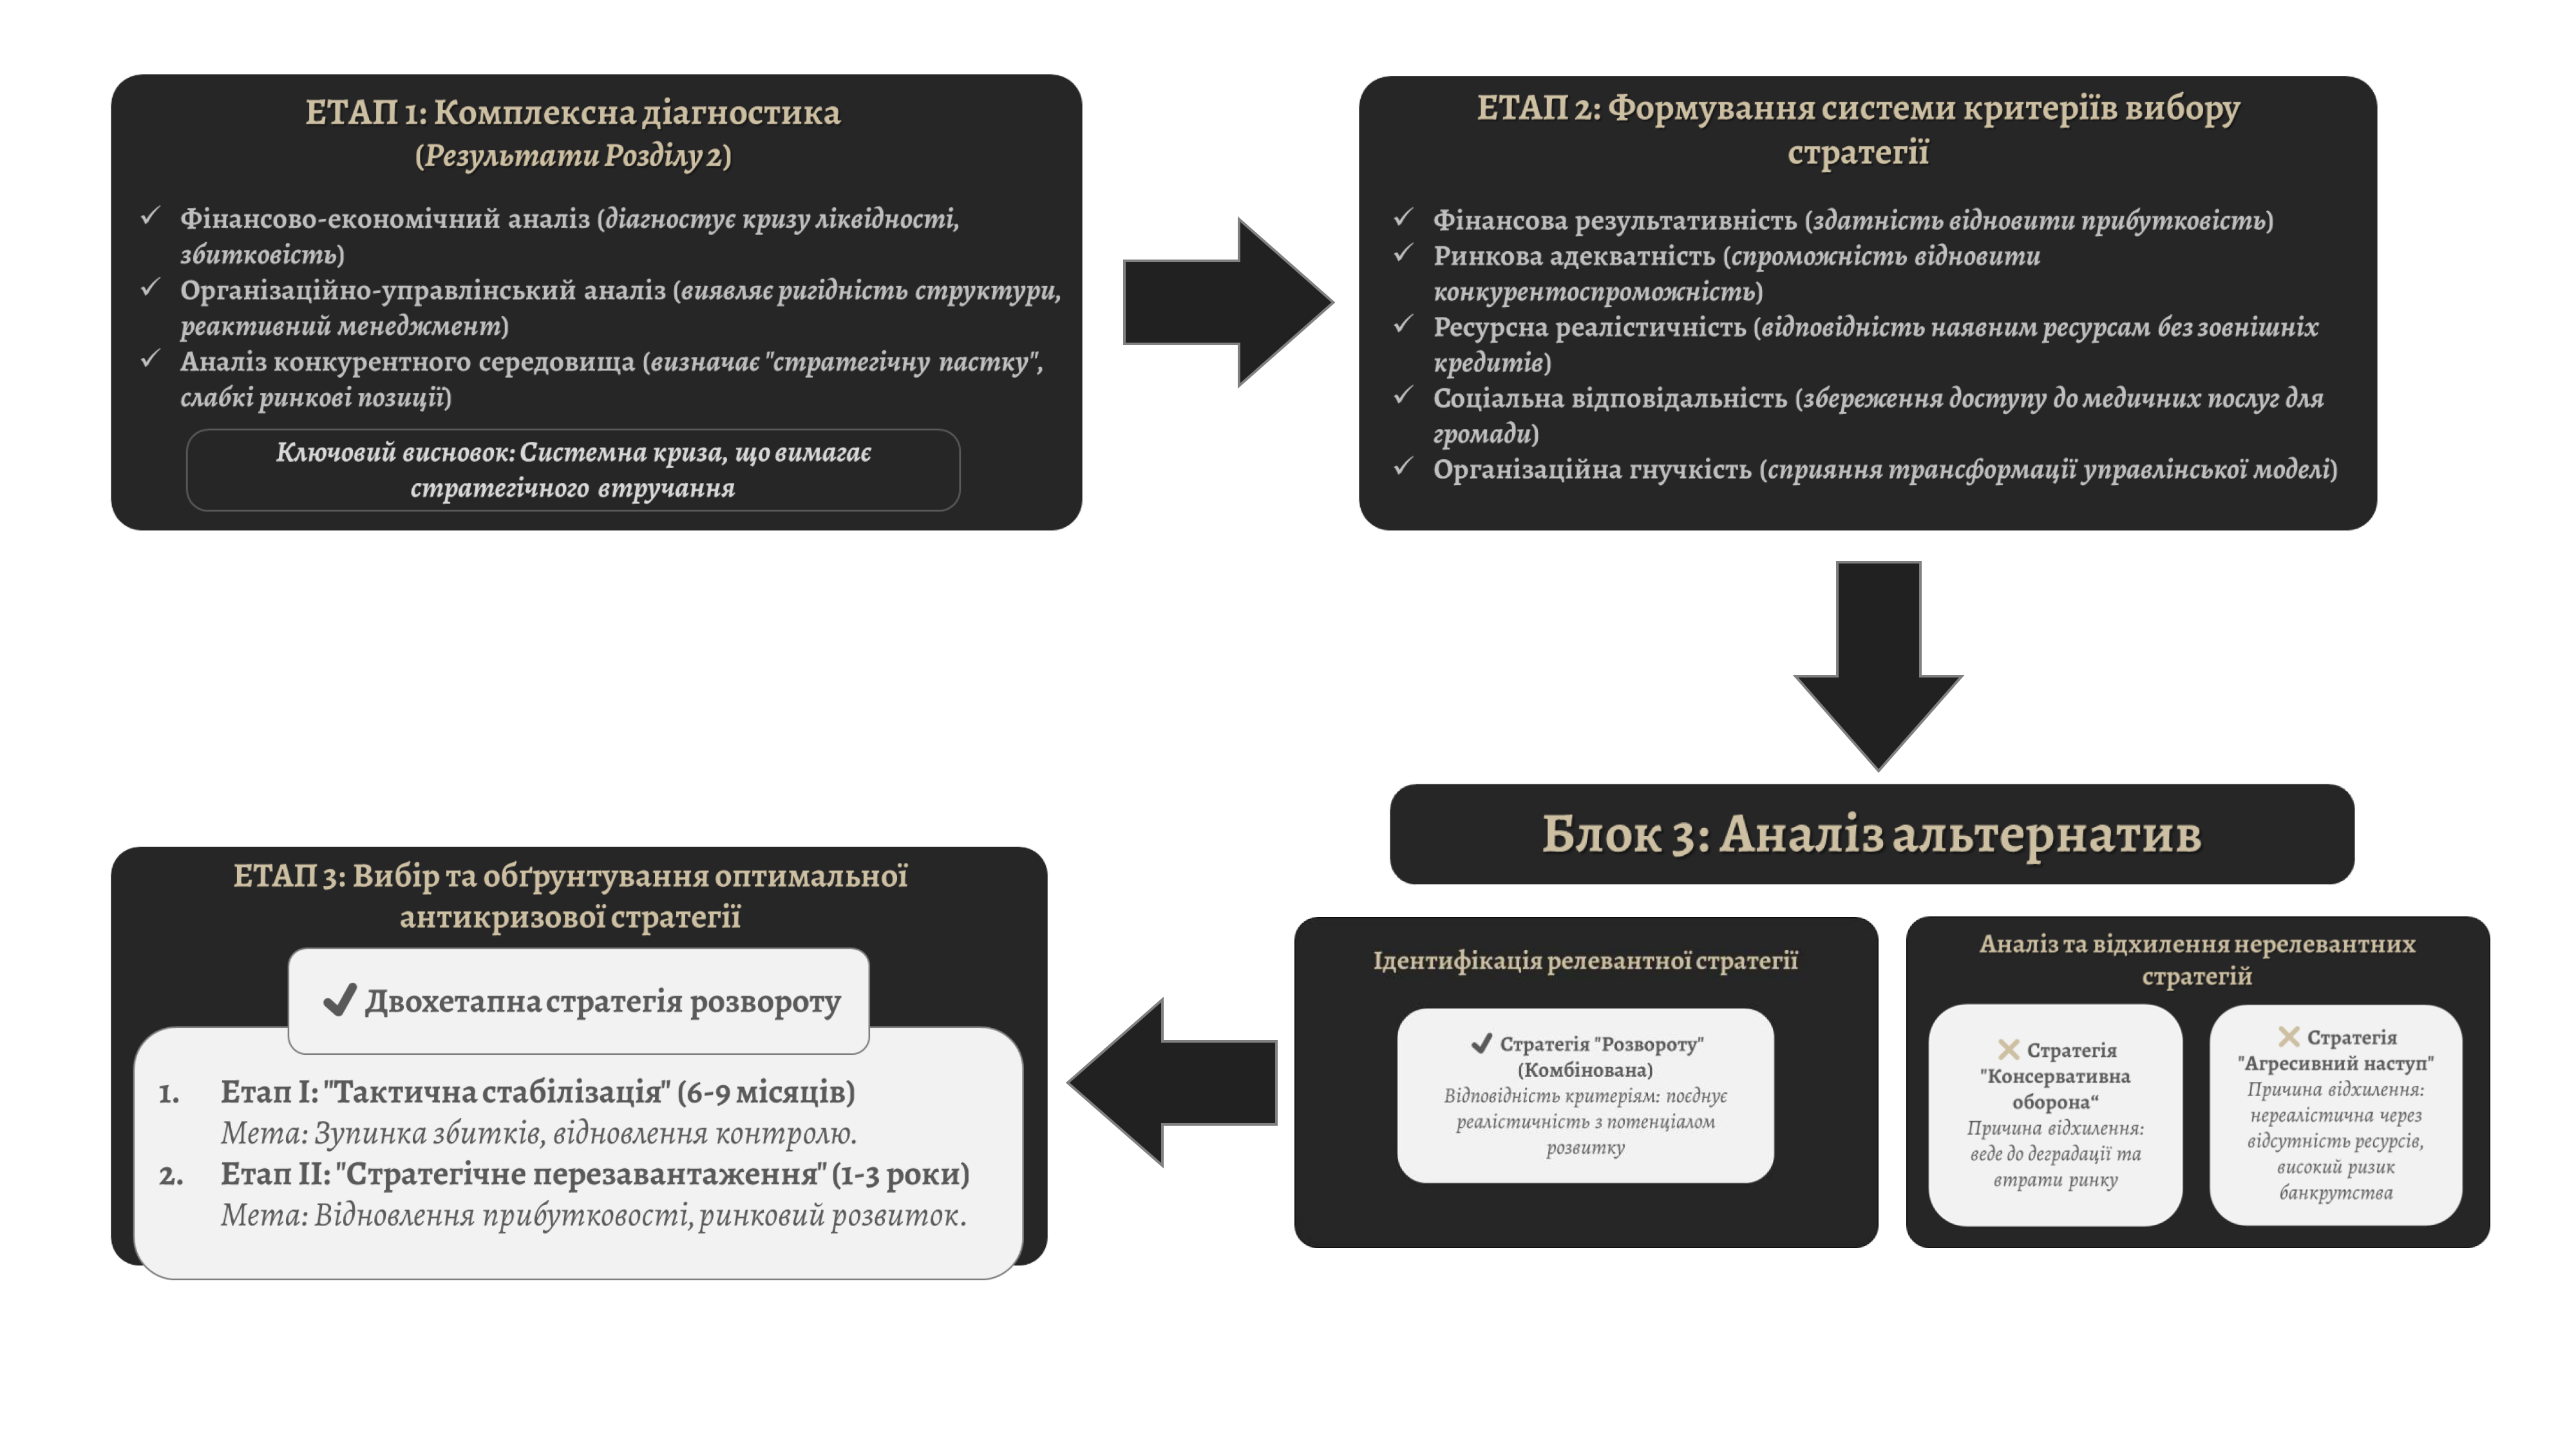 ЕТАП 1: Комплексна діагностика
(Результати Розділу 2)
✓ Фінансово-економічний аналіз (діагностує кризу ліквідності,
збитковість)
✓ Організаційно-управлінський аналіз (виявляє ригідність структури,
реактивний менеджмент)
✓ Аналіз конкурентного середовища (визначає "стратегічну пастку",
слабкі ринкові позиції)
Ключовий висновок: Системна криза, що вимагає
стратегічного втручання
ЕТАП 2: Формування системи критеріїв вибору
стратегії
✓ Фінансова результативність (здатність відновити прибутковість)
✓ Ринкова адекватність (спроможність відновити
конкурентоспроможність)
✓ Ресурсна реалістичність (відповідність наявним ресурсам без зовнішніх
кредитів)
✓ Соціальна відповідальність (збереження доступу до медичних послуг для
громади)
✓ Організаційна гнучкість (сприяння трансформації управлінської моделі)
Блок 3: Аналіз альтернатив
Ідентифікація релевантної стратегії
✔ Стратегія "Розвороту"
(Комбінована)
Відповідність критеріям: поєднує
реалістичність з потенціалом
розвитку
Аналіз та відхилення нерелевантних
стратегій
❌ Стратегія
"Консервативна
оборона“
Причина відхилення:
веде до деградації та
втрати ринку
❌ Стратегія
"Агресивний наступ"
Причина відхилення:
нереалістична через
відсутність ресурсів,
високий ризик
банкрутства
ЕТАП 3: Вибір та обґрунтування оптимальної
антикризової стратегії
✔ Двохетапна стратегія розвороту
1. Етап I: "Тактична стабілізація" (6-9 місяців)
Мета: Зупинка збитків, відновлення контролю.
2. Етап II: "Стратегічне перезавантаження" (1-3 роки)
Мета: Відновлення прибутковості, ринковий розвиток.